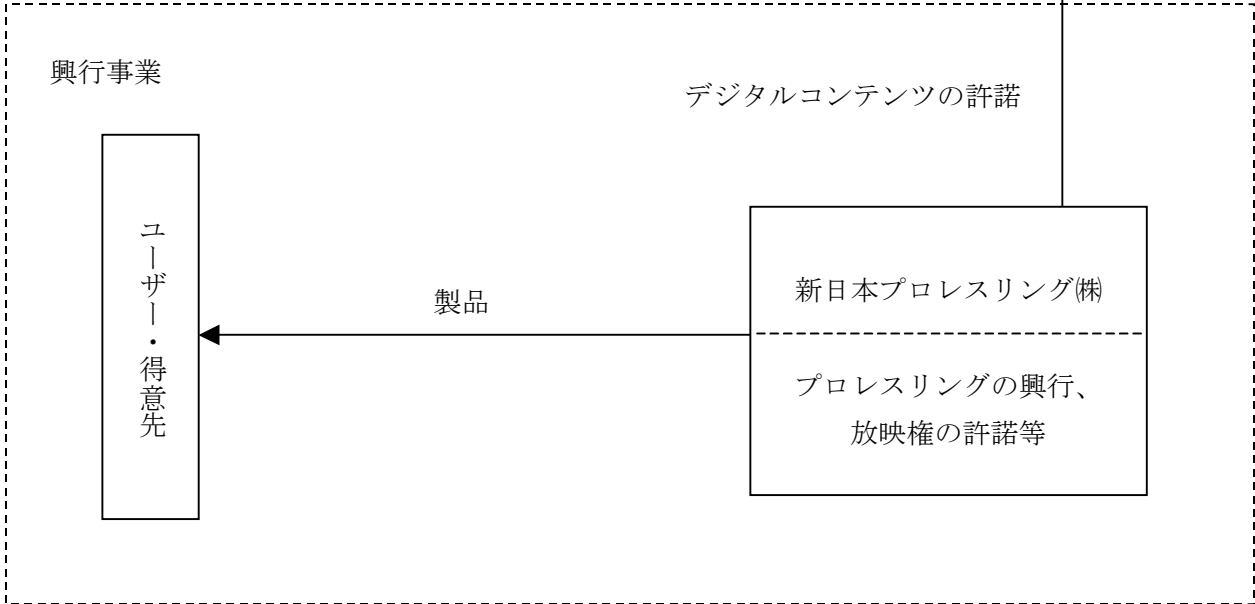 興行事業
デジタルコンテンツの許諾
ユーザー・得意先
製品
新日本プロレスリング㈱
プロレスリングの興行、
放映権の許諾等